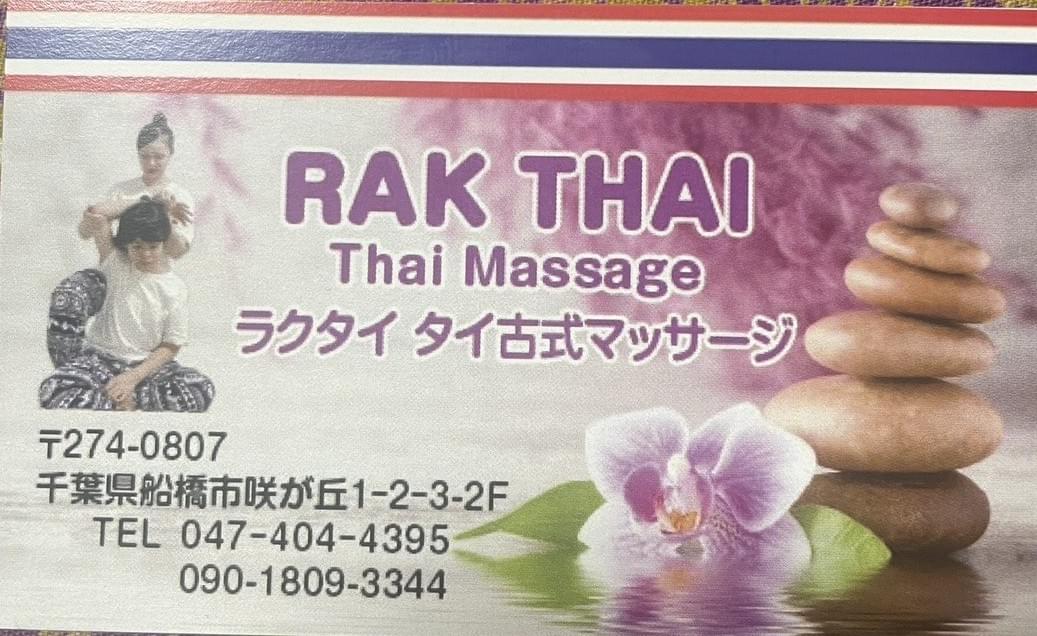 RAK THAI
Thai Massage
ラクタイ タイ古式マッサージ
〒274-0807
千葉県船橋市咲が丘1-2-3-2F
TEL 047-404-4395
090-1809-3344